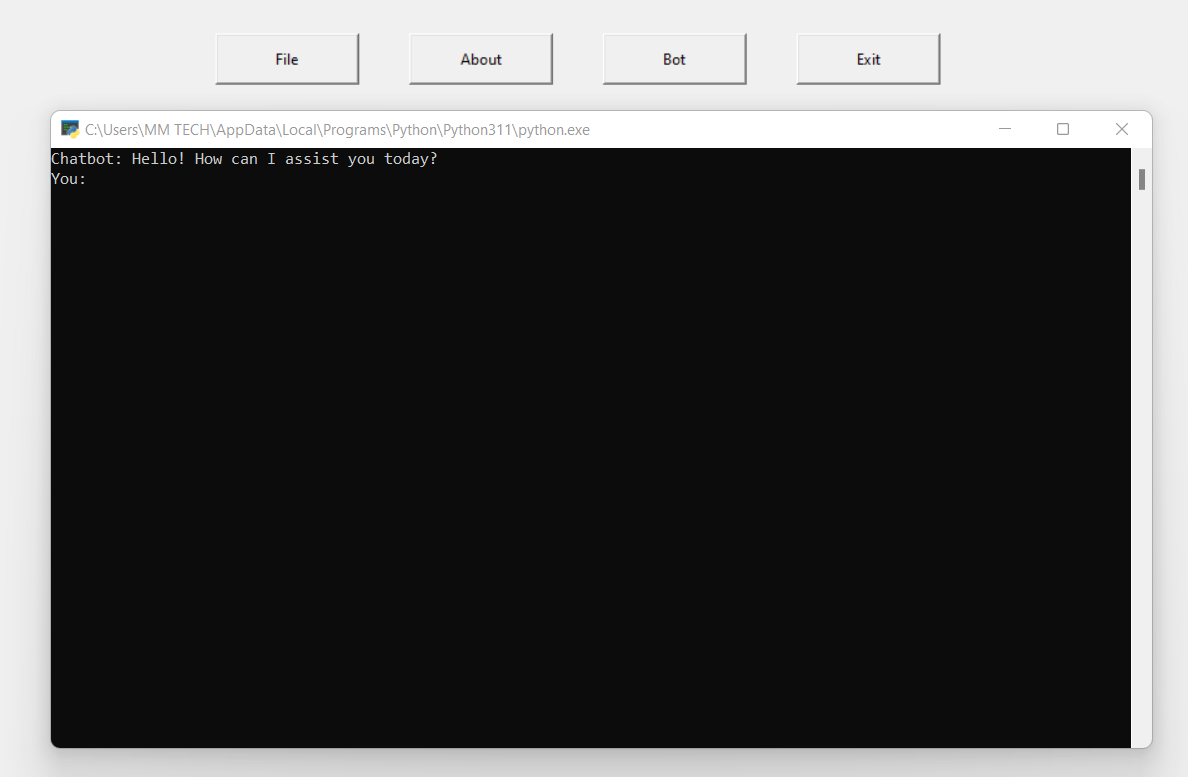 File
About
Bot
Exit
C:\Users\MM TECH\AppData\Local\Programs\Python\Python311\python.exe
Chatbot: Hello! How can I assist you today?
You: